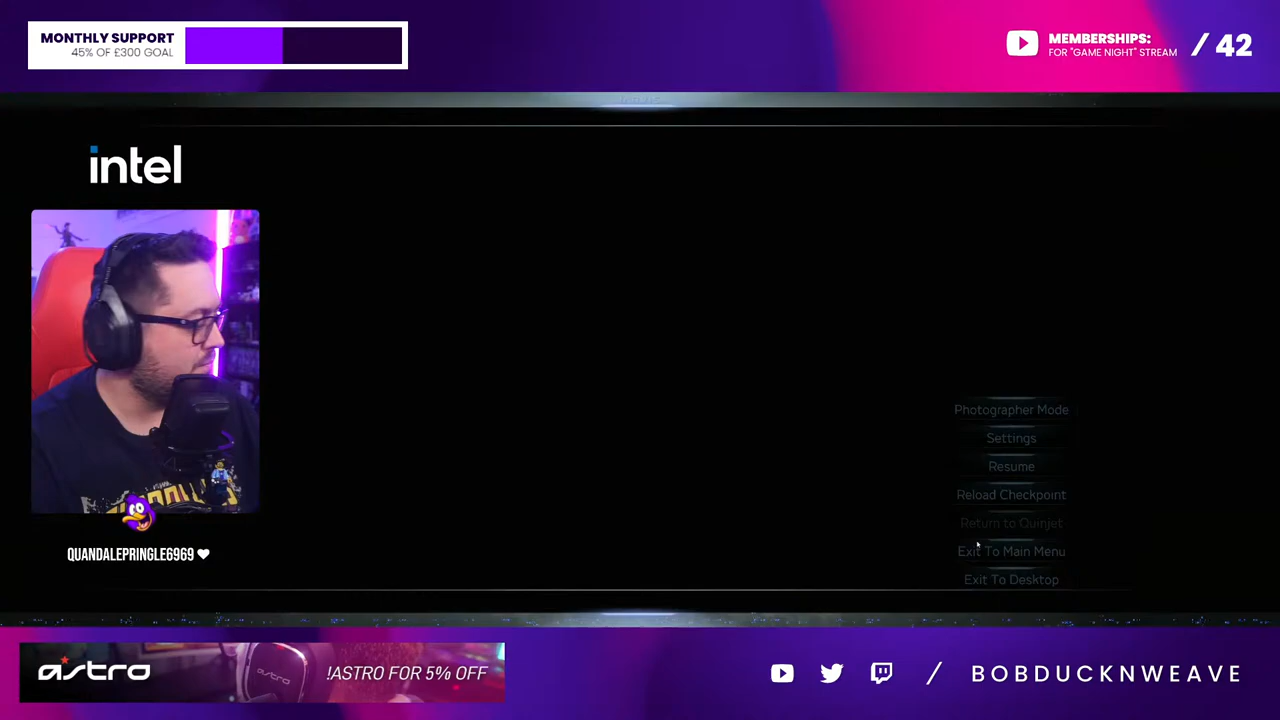 MONTHLY SUPPORT
45% OF £300 GOAL
MEMBERSHIPS:
FOR "GAME NIGHT" STREAM
/ 42
intel
Photographer Mode
Settings
Resume
Reload Checkpoint
Return to Quinjet
Exit To Main Menu
Exit To Desktop
QUANDALEPRINGLE6969
astro
!ASTRO FOR 5% OFF
/ BOBDUCKNWEAVE